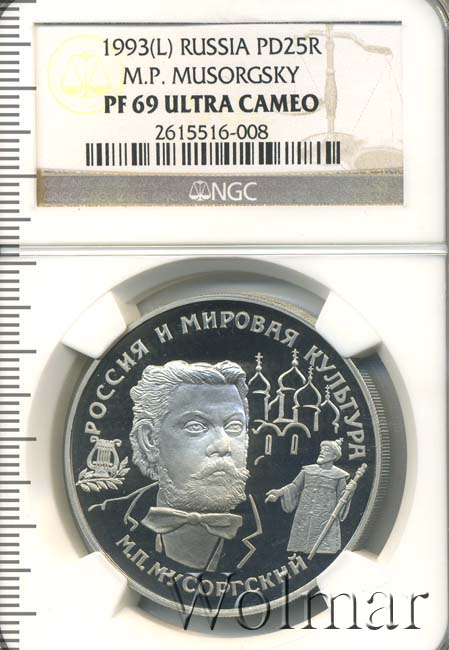 1993(L) RUSSIA PD25R
M.P. MUSORGSKY
PF 69 ULTRA CAMEO
2615516-008
NGC
РОССИЯ И МИРОВАЯ КУЛЬТУРА
М.П. МУСОРГСКИЙ
Wolmar